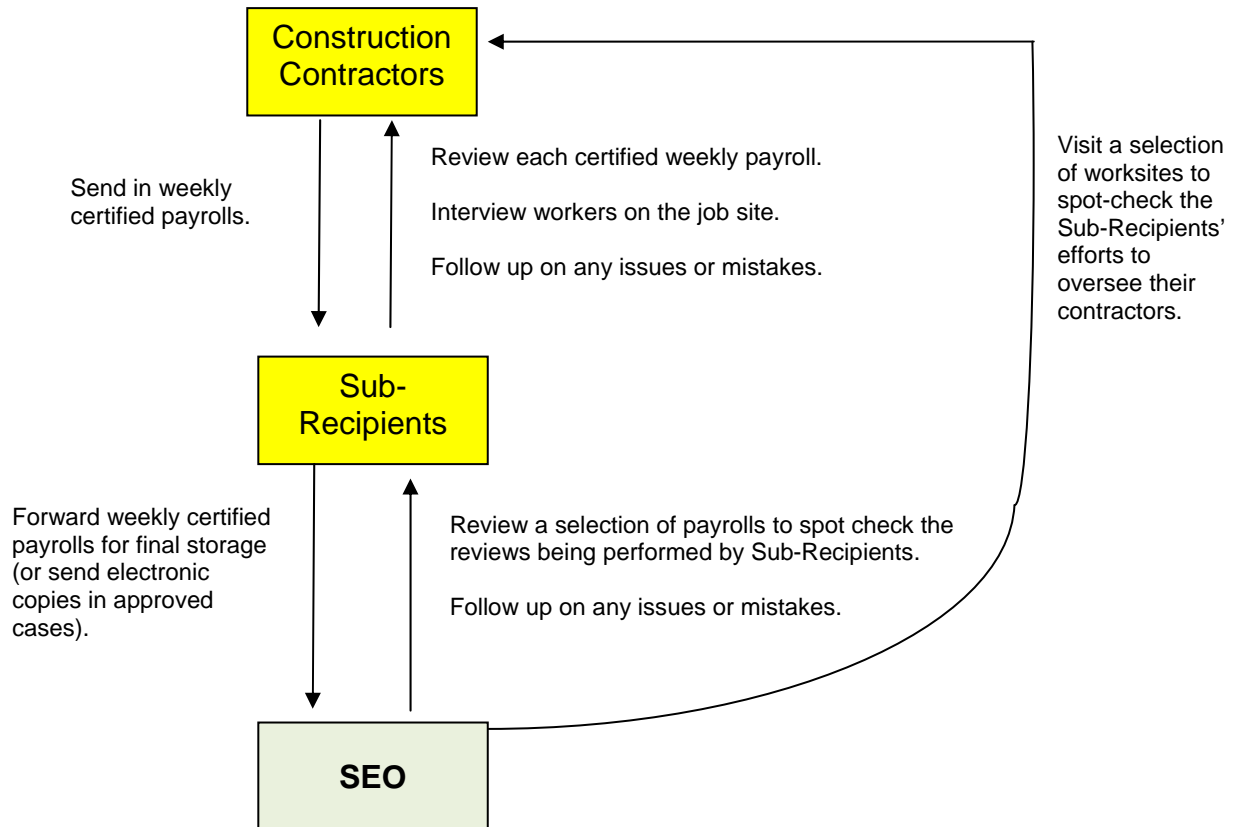 Construction
Contractors
Send in weekly
certified payrolls.
Review each certified weekly payroll.
Interview workers on the job site.
Follow up on any issues or mistakes.
Visit a selection
of worksites to
spot-check the
Sub-Recipients’
efforts to
oversee their
contractors.
Sub-
Recipients
Forward weekly certified
payrolls for final storage
(or send electronic
copies in approved
cases).
Review a selection of payrolls to spot check the
reviews being performed by Sub-Recipients.
Follow up on any issues or mistakes.
SEO